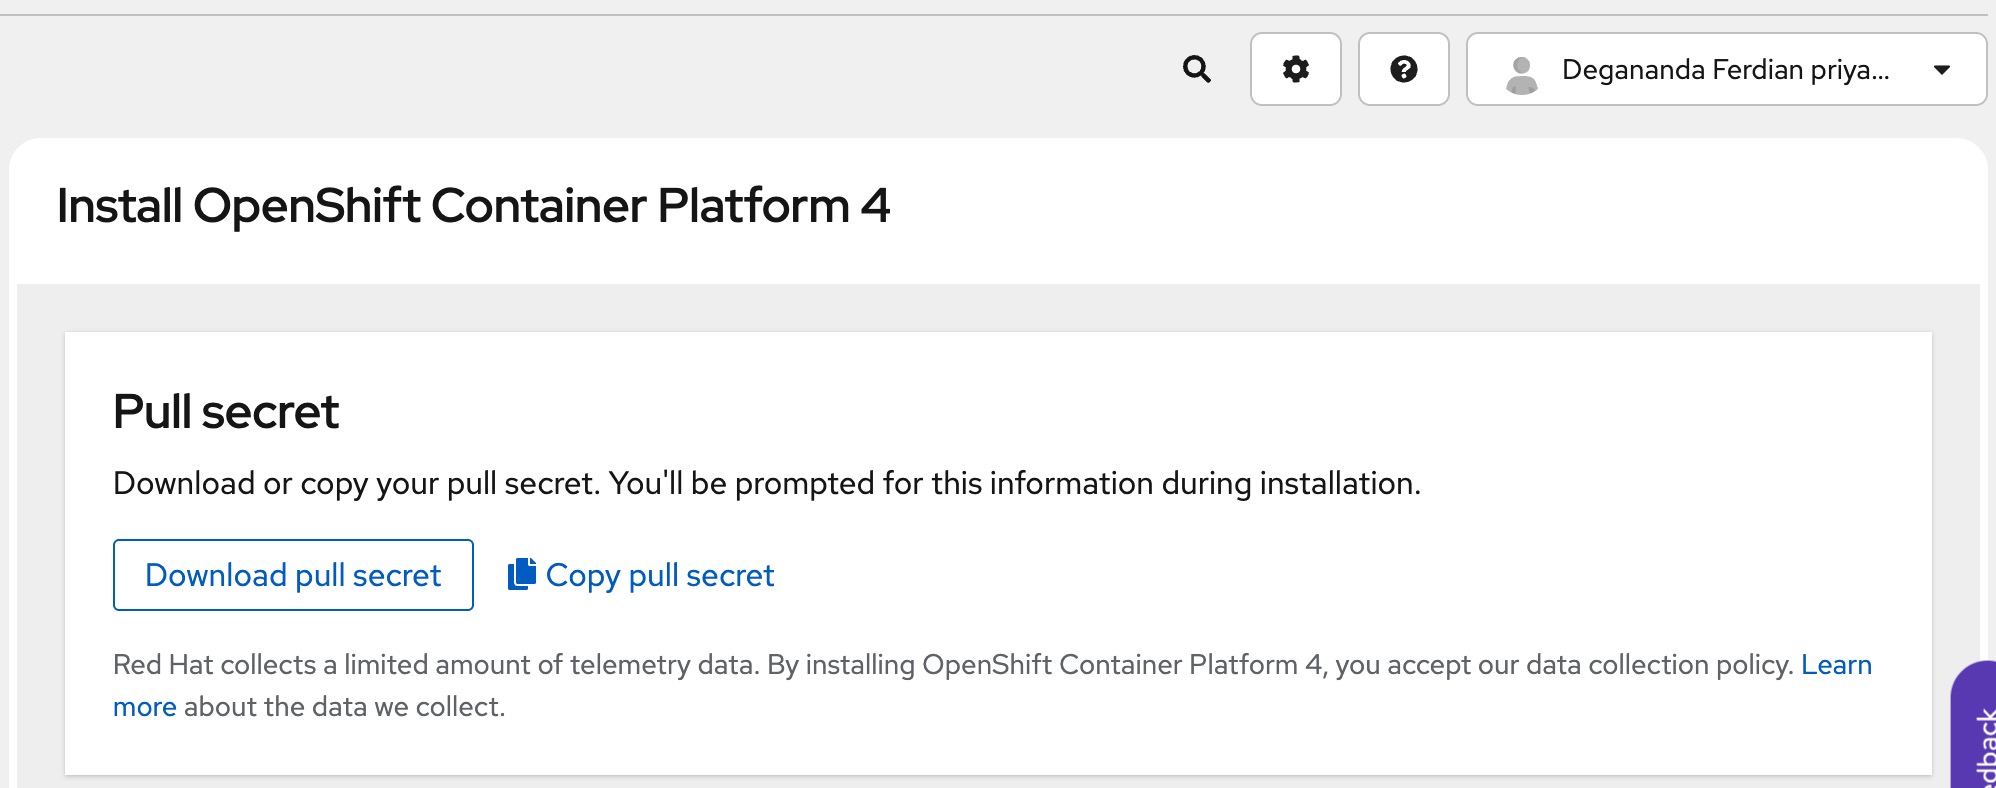 Degananda Ferdian priya...
Install OpenShift Container Platform 4
Pull secret
Download or copy your pull secret. You'll be prompted for this information during installation.
Download pull secret
Copy pull secret
Red Hat collects a limited amount of telemetry data. By installing OpenShift Container Platform 4, you accept our data collection policy. Learn
more about the data we collect.